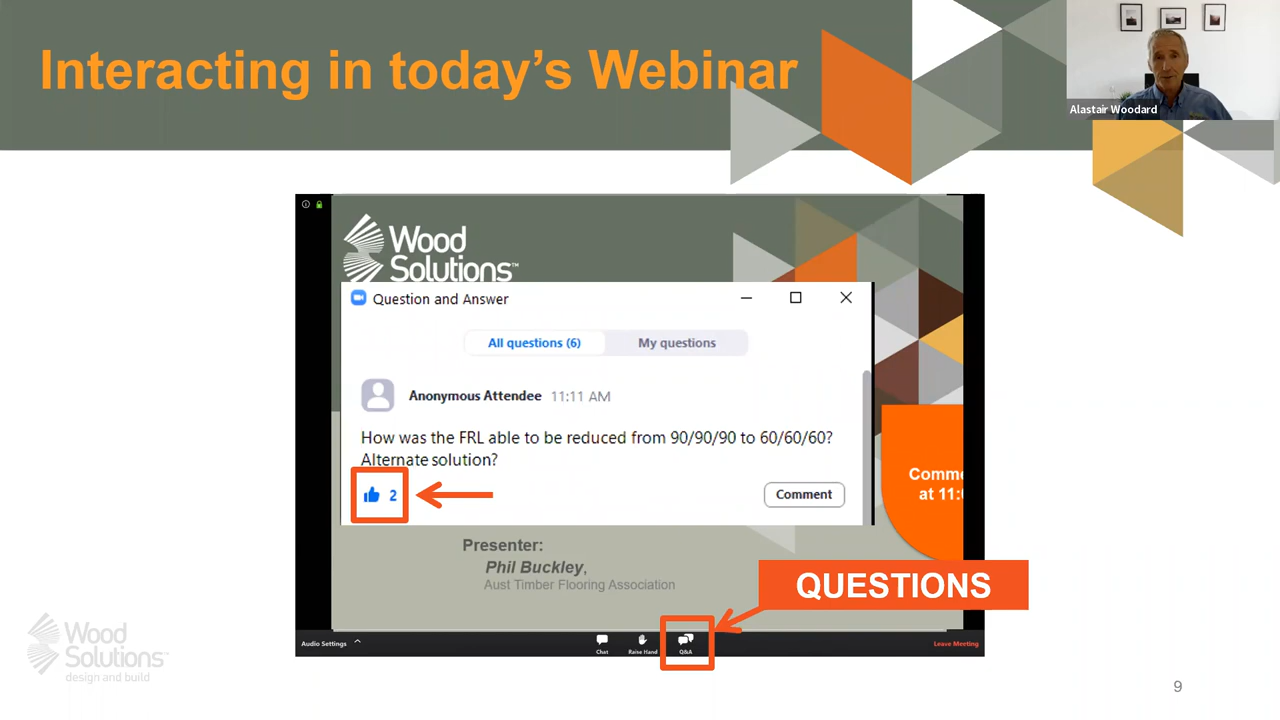 Interacting in today's Webinar
Alastair Woodard
Wood
Solutions™
Question and Answer
All questions (6)
My questions
Anonymous Attendee 11:11 AM
How was the FRL able to be reduced from 90/90/90 to 60/60/60?
Alternate solution?
2
Comment
Presenter:
Phil Buckley,
Aust Timber Flooring Association
QUESTIONS
Audio Settings
Chat
Raise Hand
Q&A
Leave Meeting
Wood
Solutions™
design and build
9